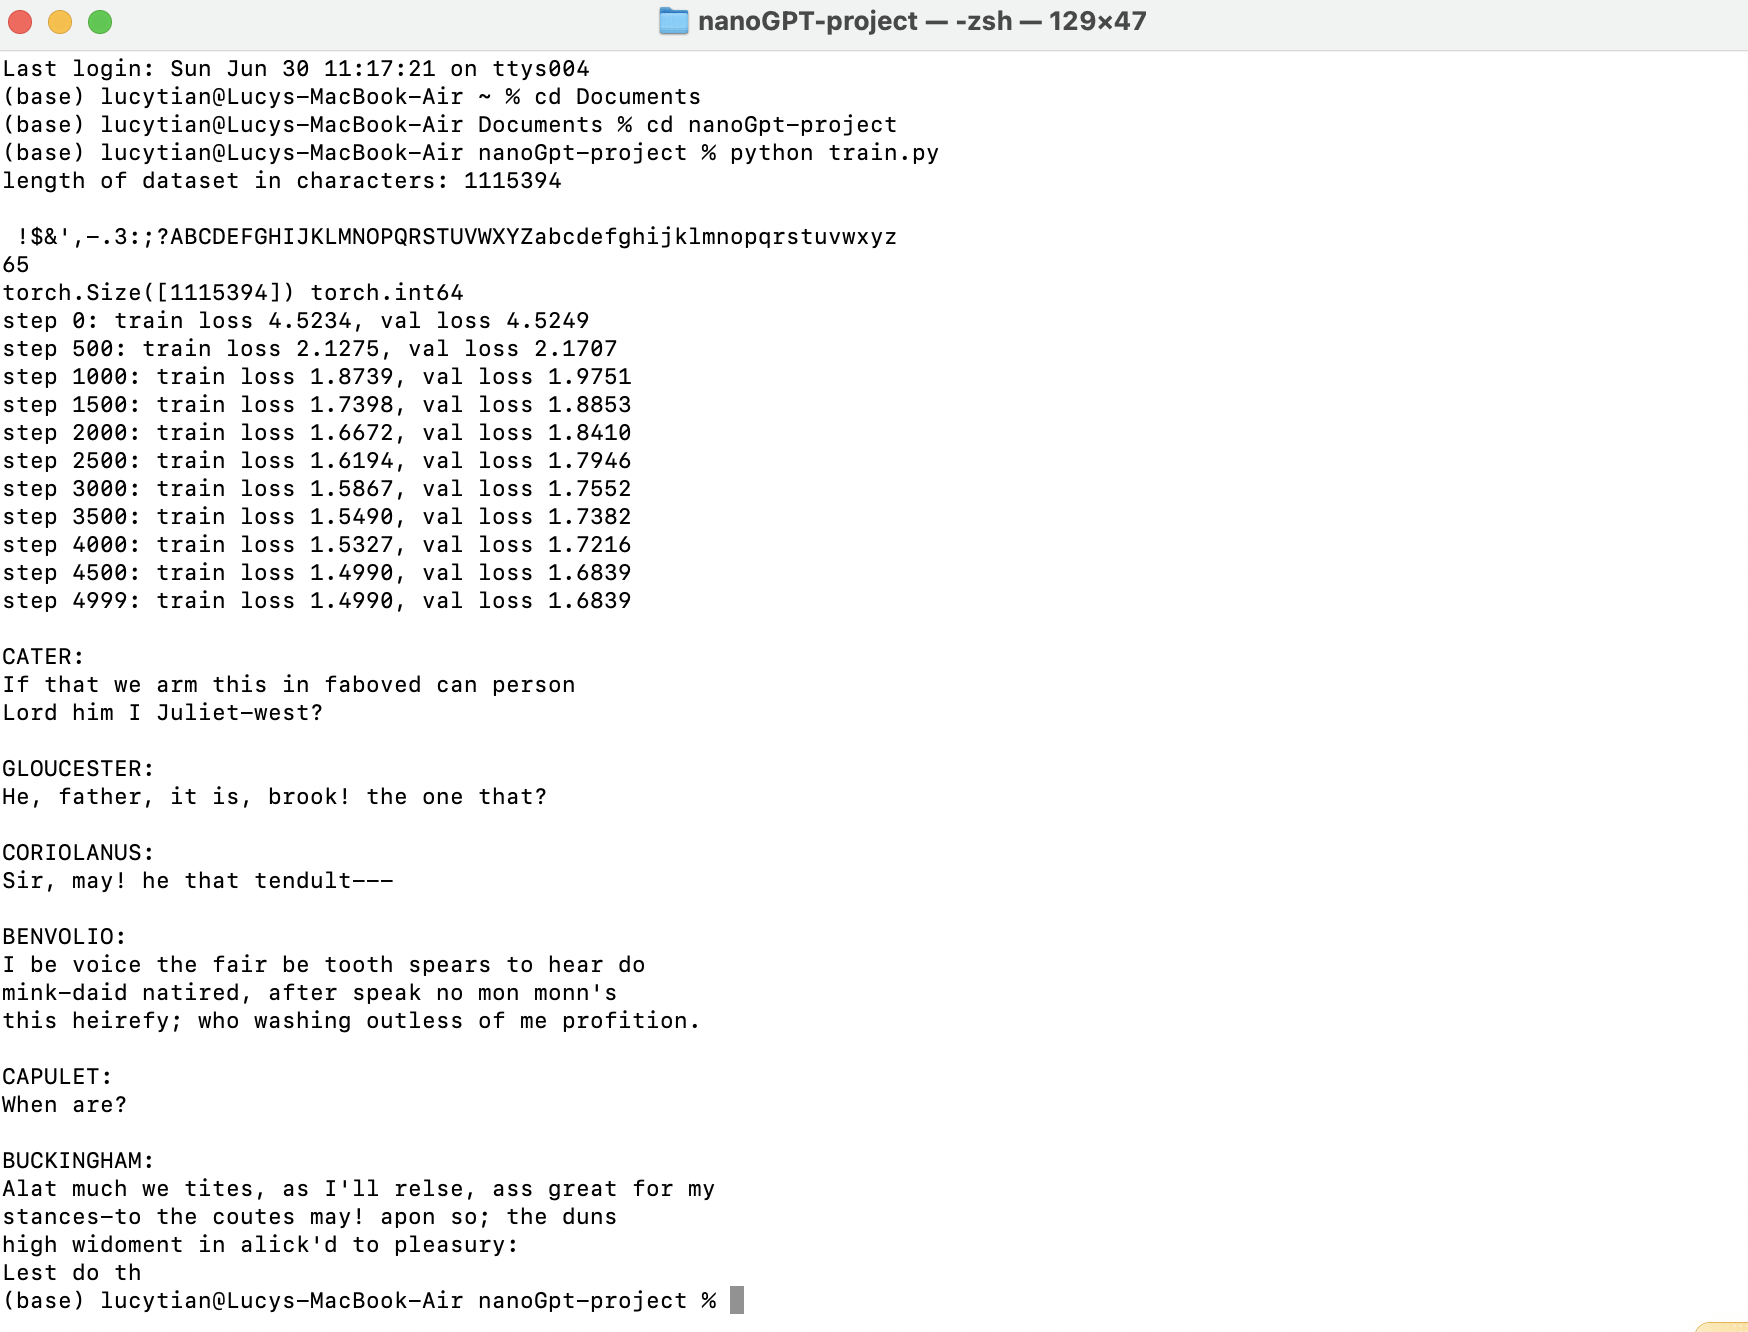 nanoGPT-project — -zsh — 129×47
Last login: Sun Jun 30 11:17:21 on ttys004
(base) lucytian@Lucys-MacBook-Air ~ % cd Documents
(base) lucytian@Lucys-MacBook-Air Documents % cd nanoGpt-project
(base) lucytian@Lucys-MacBook-Air nanoGpt-project % python train.py
length of dataset in characters: 1115394
 !$&',-.3:;?ABCDEFGHIJKLMNOPQRSTUVWXYZabcdefghijklmnopqrstuvwxyz
65
torch.Size([1115394]) torch.int64
step 0: train loss 4.5234, val loss 4.5249
step 500: train loss 2.1275, val loss 2.1707
step 1000: train loss 1.8739, val loss 1.9751
step 1500: train loss 1.7398, val loss 1.8853
step 2000: train loss 1.6672, val loss 1.8410
step 2500: train loss 1.6194, val loss 1.7946
step 3000: train loss 1.5867, val loss 1.7552
step 3500: train loss 1.5490, val loss 1.7382
step 4000: train loss 1.5327, val loss 1.7216
step 4500: train loss 1.4990, val loss 1.6839
step 4999: train loss 1.4990, val loss 1.6839
CATER:
If that we arm this in faboved can person
Lord him I Juliet-west?
GLOUCESTER:
He, father, it is, brook! the one that?
CORIOLANUS:
Sir, may! he that tendult---
BENVOLIO:
I be voice the fair be tooth spears to hear do
mink-daid natired, after speak no mon monn's
this heirefy; who washing outless of me profition.
CAPULET:
When are?
BUCKINGHAM:
Alat much we tites, as I'll relse, ass great for my
stances-to the coutes may! apon so; the duns
high widoment in alick'd to pleasury:
Lest do th
(base) lucytian@Lucys-MacBook-Air nanoGpt-project %